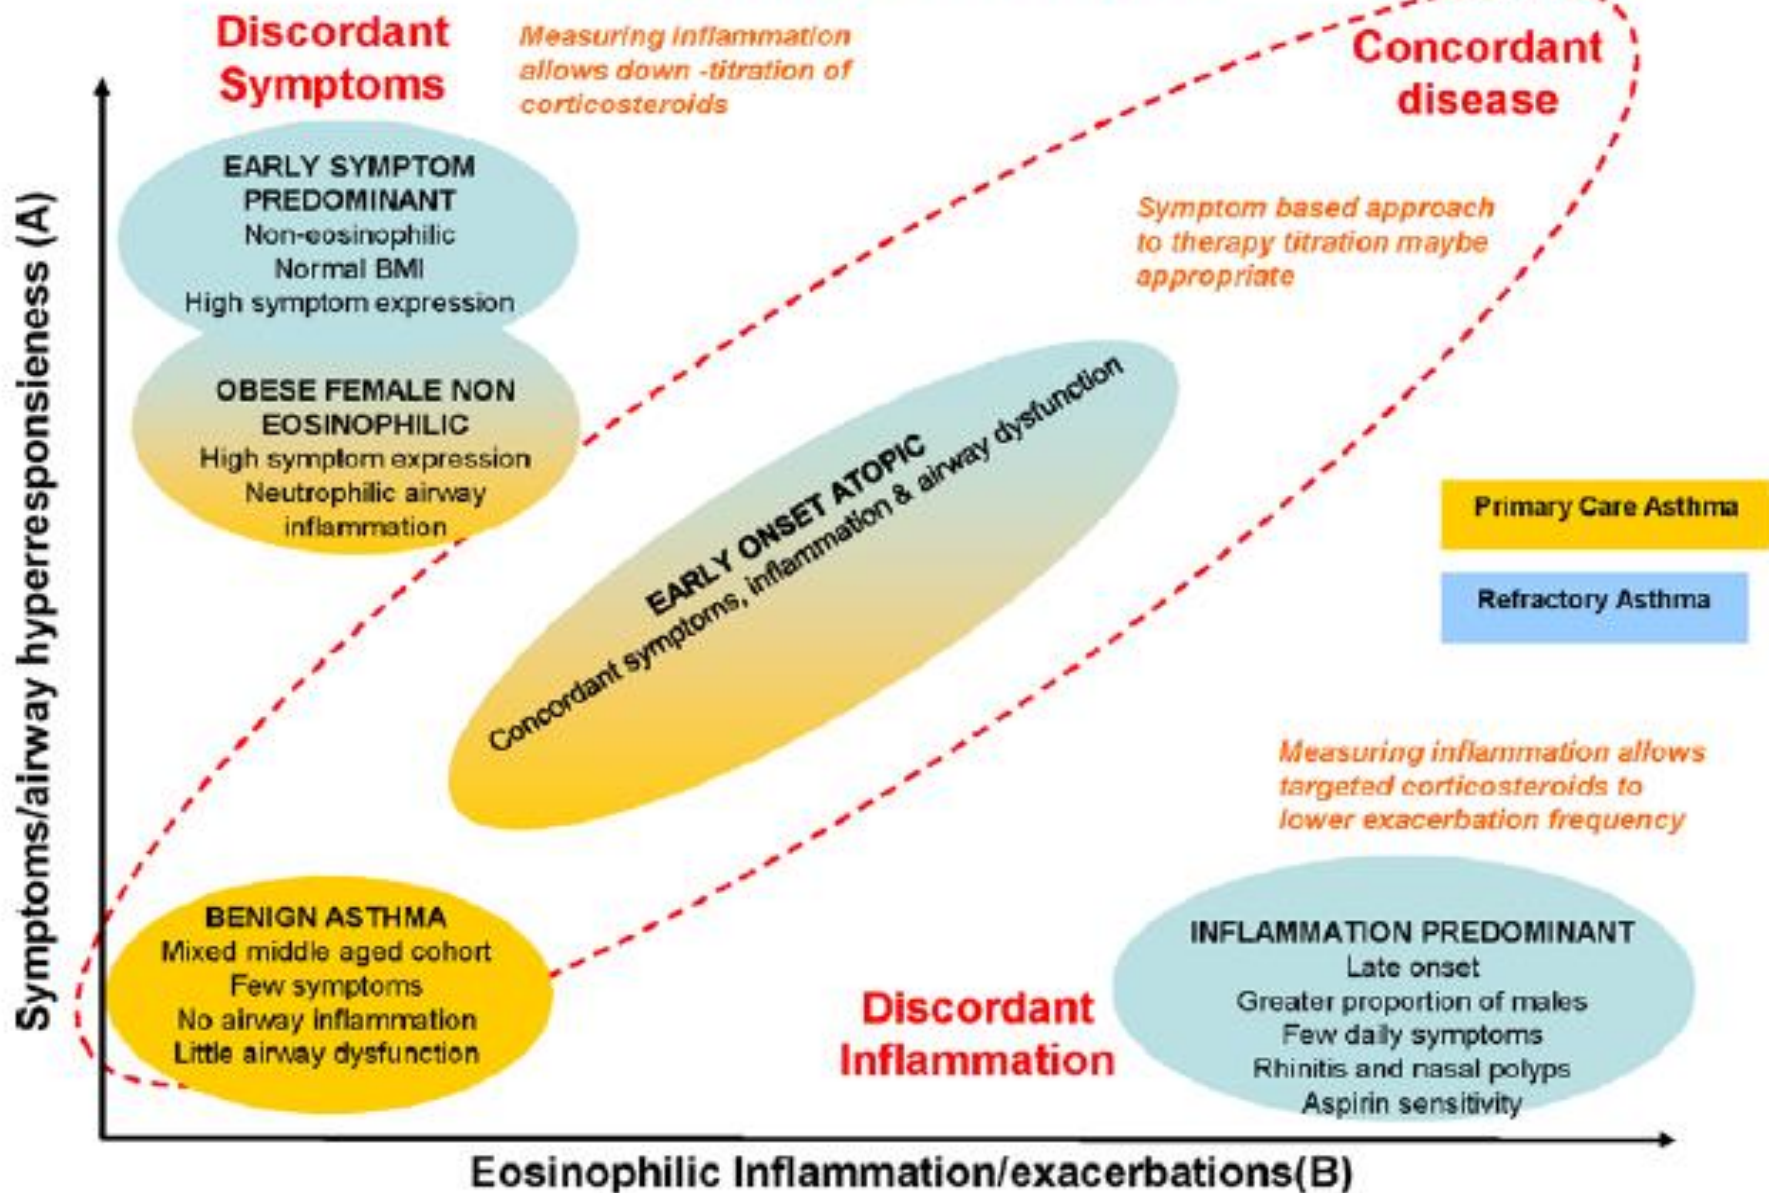 Discordant
Symptoms
Measuring inflammation
allows down -titration of
corticosteroids
Concordant
disease
EARLY SYMPTOM
PREDOMINANT
Non-eosinophilic
Normal BMI
High symptom expression
Symptom based approach
to therapy titration maybe
appropriate
OBESE FEMALE NON
EOSINOPHILIC
High symptom expression
Neutrophilic airway
inflammation
EARLY ONSET ATOPIC
Concordant symptoms, inflammation & airway dysfunction
Primary Care Asthma
Refractory Asthma
Measuring inflammation allows
targeted corticosteroids to
lower exacerbation frequency
BENIGN ASTHMA
Mixed middle aged cohort
Few symptoms
No airway inflammation
Little airway dysfunction
Discordant
Inflammation
INFLAMMATION PREDOMINANT
Late onset
Greater proportion of males
Few daily symptoms
Rhinitis and nasal polyps
Aspirin sensitivity
Symptoms/airway hyperresponsieness (A)
Eosinophilic Inflammation/exacerbations(B)